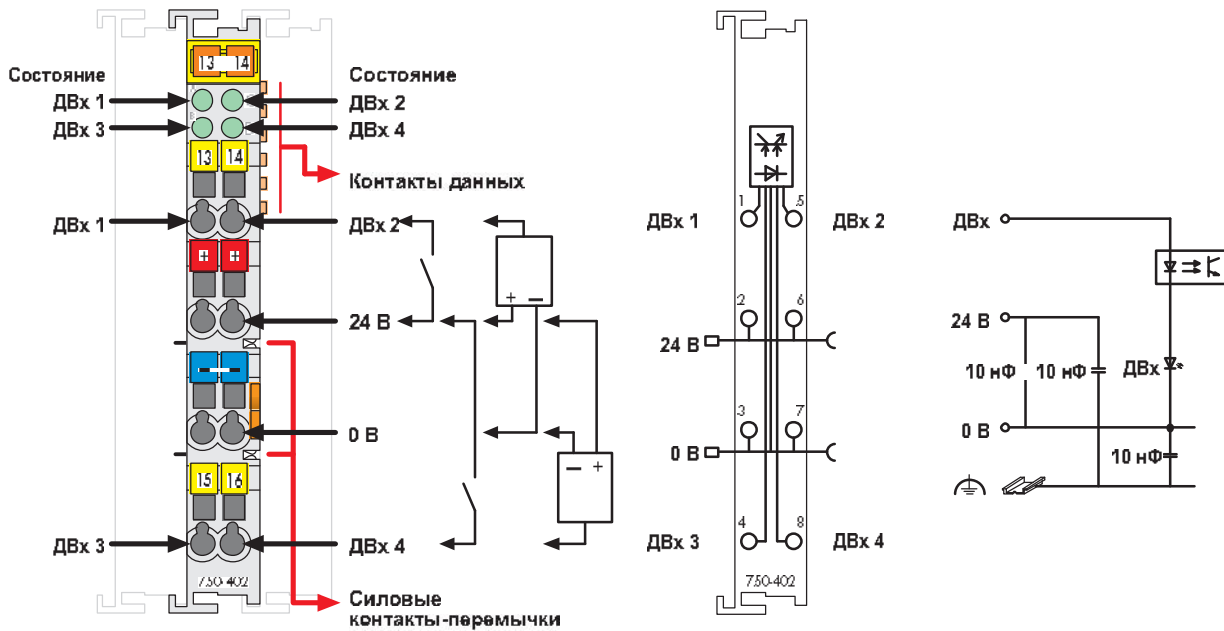 13 14
Состояние
ДВх 1
ДВх 3
Состояние
ДВх 2
ДВх 4
13 14
Контакты данных
ДВх 1
ДВх 2
+ +
+ −
24 В
0 В
− +
15 16
ДВх 3
ДВх 4
750-402
Силовые
контакты-перемычки
1 5
ДВх 1
ДВх 2
2 6
24 В
3 7
0 В
4 8
ДВх 3
ДВх 4
750-402
ДВх
24 В
10 нФ
10 нФ
ДВх
0 В
10 нФ